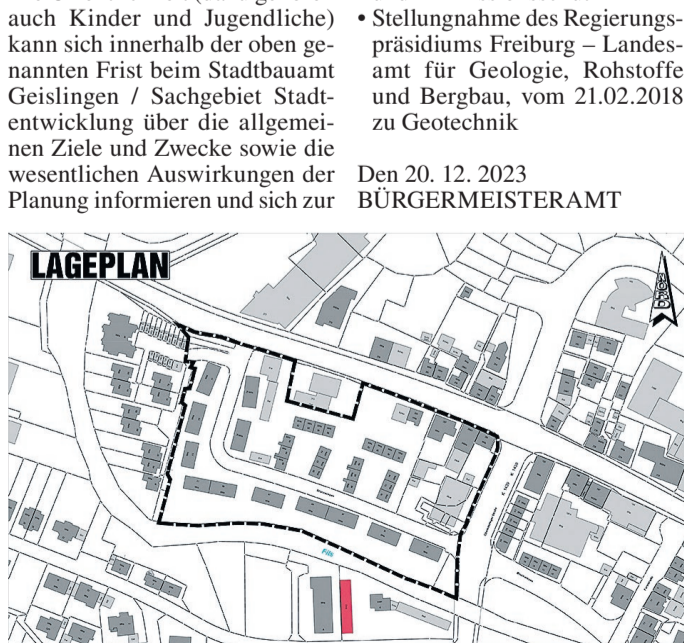 auch Kinder und Jugendliche)
kann sich innerhalb der oben ge-
nannten Frist beim Stadtbauamt
Geislingen / Sachgebiet Stadt-
entwicklung über die allgemei-
nen Ziele und Zwecke sowie die
wesentlichen Auswirkungen der
Planung informieren und sich zur
• Stellungnahme des Regierungs-
präsidiums Freiburg – Landes-
amt für Geologie, Rohstoffe
und Bergbau, vom 21.02.2018
zu Geotechnik
Den 20. 12. 2023
BÜRGERMEISTERAMT
LAGEPLAN
NORD
Fils